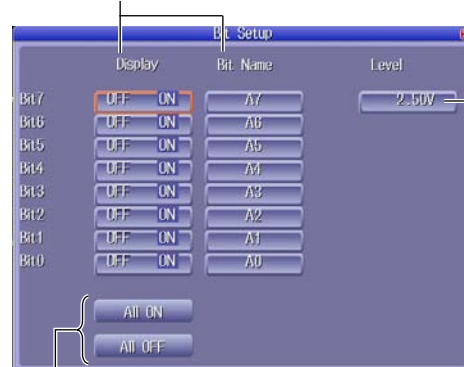 Bit Setup
Display Bit Name Level
Bit7 OFF ON A7 2.50V
Bit6 OFF ON A6
Bit5 OFF ON A5
Bit4 OFF ON A4
Bit3 OFF ON A3
Bit2 OFF ON A2
Bit1 OFF ON A1
Bit0 OFF ON A0
All ON
All OFF